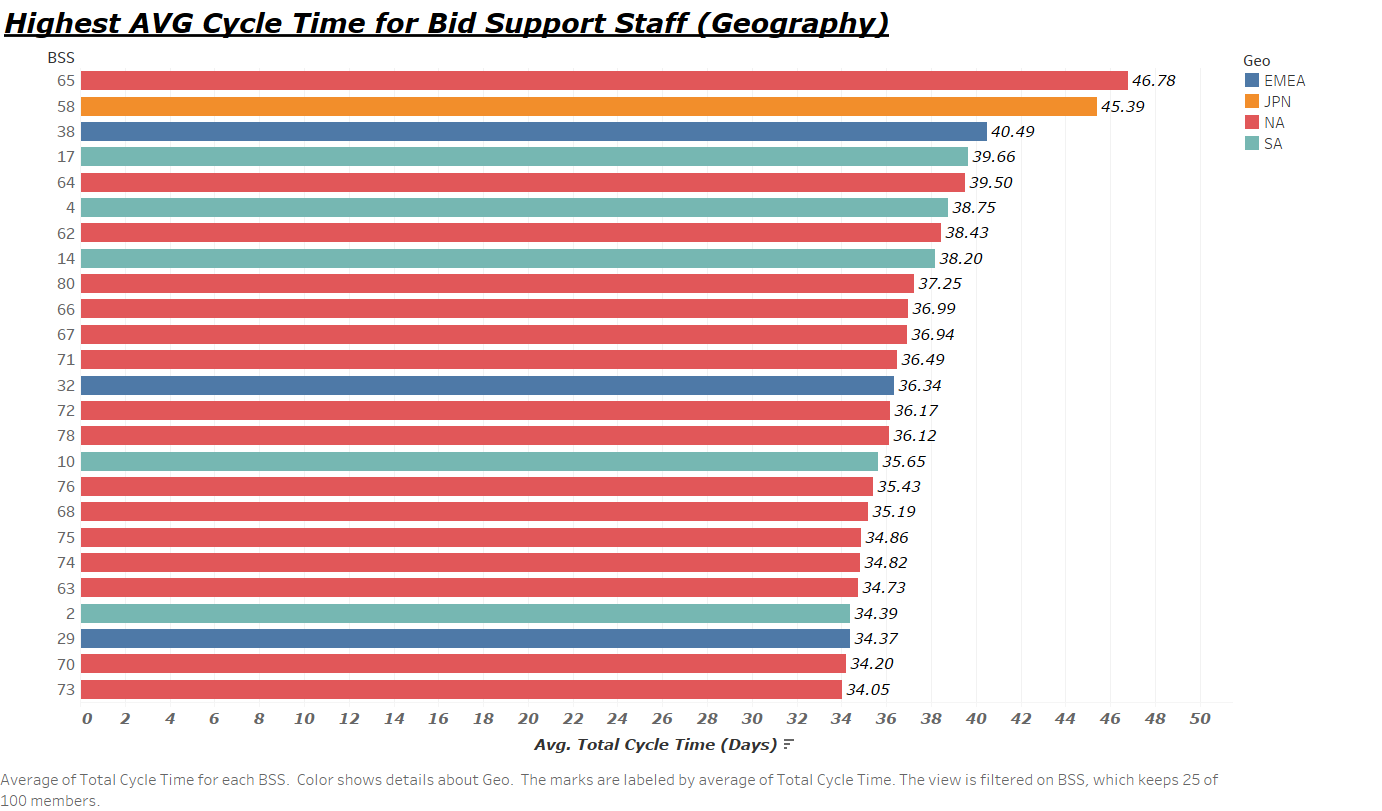 Highest AVG Cycle Time for Bid Support Staff (Geography)
BSS
65 46.78
58 45.39
38 40.49
17 39.66
64 39.50
4 38.75
62 38.43
14 38.20
80 37.25
66 36.99
67 36.94
71 36.49
32 36.34
72 36.17
78 36.12
10 35.65
76 35.43
68 35.19
75 34.86
74 34.82
63 34.73
2 34.39
29 34.37
70 34.20
73 34.05
0 2 4 6 8 10 12 14 16 18 20 22 24 26 28 30 32 34 36 38 40 42 44 46 48 50
Avg. Total Cycle Time (Days)
Geo
EMEA
JPN
NA
SA
Average of Total Cycle Time for each BSS. Color shows details about Geo. The marks are labeled by average of Total Cycle Time. The view is filtered on BSS, which keeps 25 of
100 members.